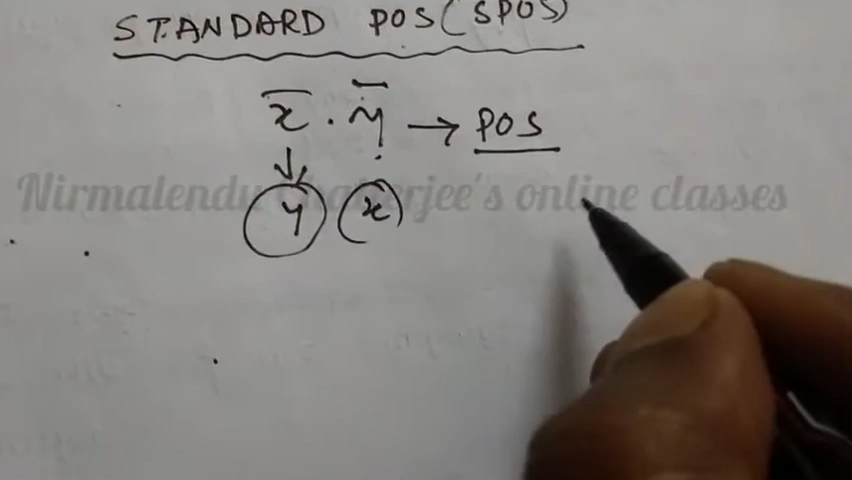 STANDARD POS(SPOS)
x̅ . y̅ → POS
Nirmalendu Chatterjee's online classes
y x